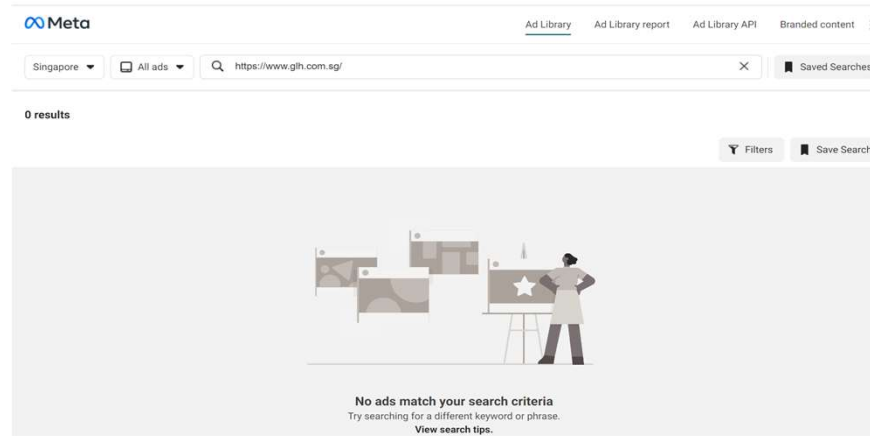 Meta
Ad Library Ad Library report Ad Library API Branded content
Singapore All ads https://www.glh.com.sg/ Saved Searches
0 results
Filters Save Search
No ads match your search criteria
Try searching for a different keyword or phrase.
View search tips.